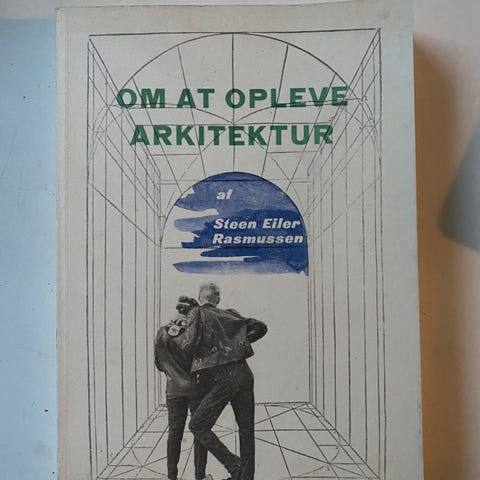 OM AT OPLEVE
ARKITEKTUR
af
Steen Eiler
Rasmussen